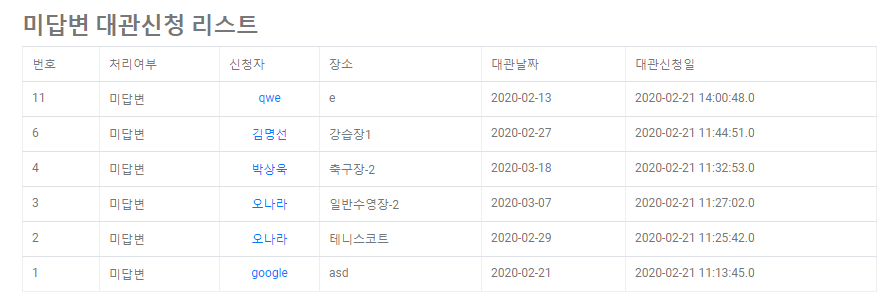 미답변 대관신청 리스트
번호 처리여부 신청자 장소 대관날짜 대관신청일
11 미답변 qwe e 2020-02-13 2020-02-21 14:00:48.0
6 미답변 김명선 강습장1 2020-02-27 2020-02-21 11:44:51.0
4 미답변 박상욱 축구장-2 2020-03-18 2020-02-21 11:32:53.0
3 미답변 오나라 일반수영장-2 2020-03-07 2020-02-21 11:27:02.0
2 미답변 오나라 테니스코트 2020-02-29 2020-02-21 11:25:42.0
1 미답변 google asd 2020-02-21 2020-02-21 11:13:45.0